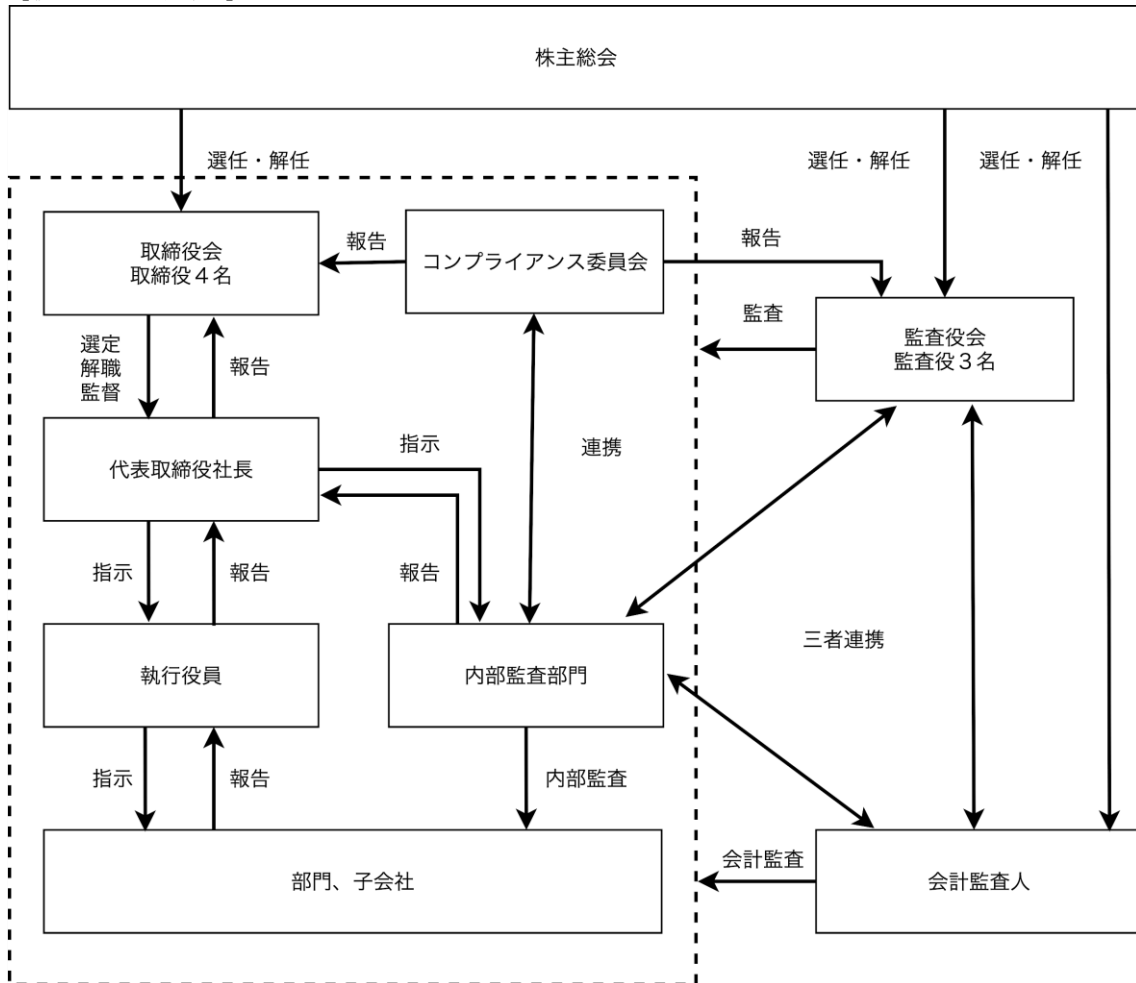 株主総会
選任・解任
選任・解任
選任・解任
取締役会
取締役４名
報告
コンプライアンス委員会
報告
監査
監査役会
監査役３名
選定
解職
監督
報告
代表取締役社長
指示
連携
指示
報告
報告
執行役員
内部監査部門
三者連携
指示
報告
内部監査
部門、子会社
会計監査
会計監査人